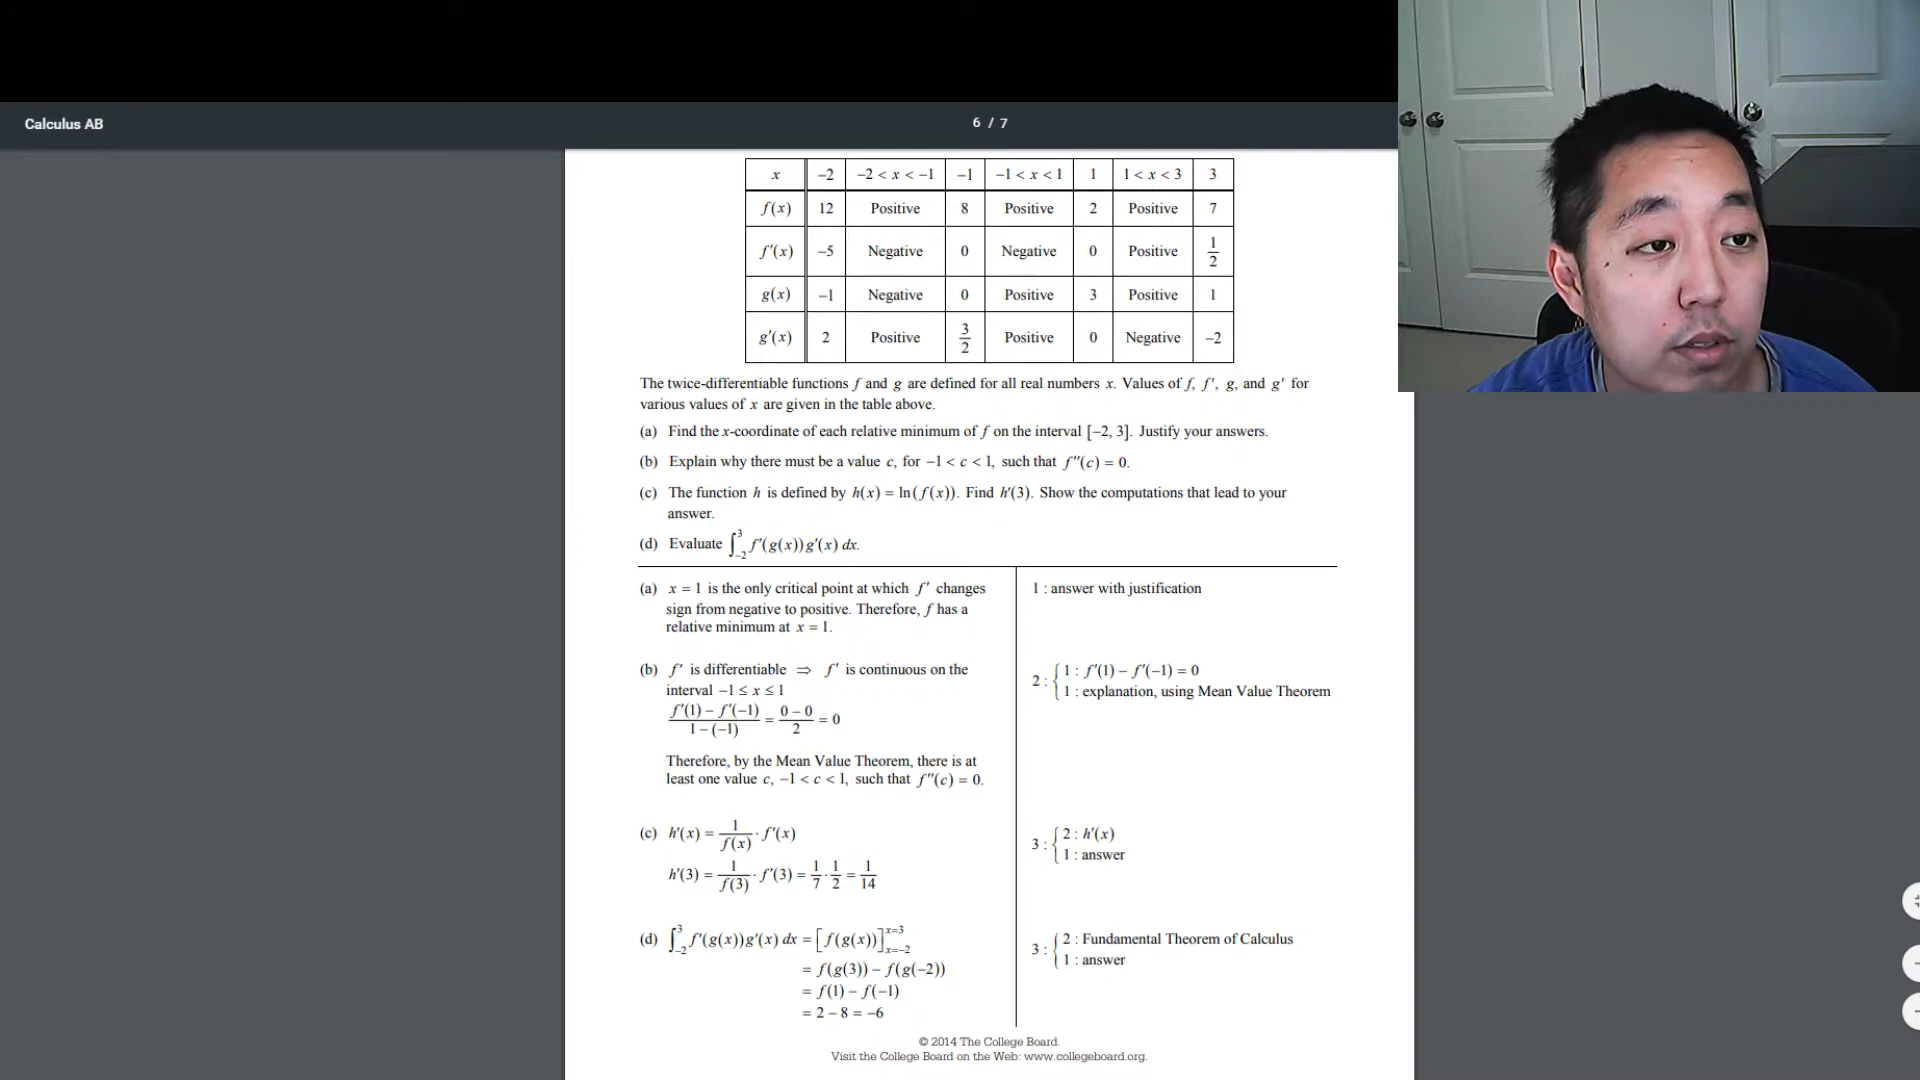 Calculus AB
6 / 7
x −2 −2 < x < −1 −1 −1 < x < 1 1 1 < x < 3 3
f(x) 12 Positive 8 Positive 2 Positive 7
f′(x) −5 Negative 0 Negative 0 Positive 1/2
g(x) −1 Negative 0 Positive 3 Positive 1
g′(x) 2 Positive 3/2 Positive 0 Negative −2
The twice-differentiable functions f and g are defined for all real numbers x. Values of f, f′, g, and g′ for
various values of x are given in the table above.
(a) Find the x-coordinate of each relative minimum of f on the interval [−2, 3]. Justify your answers.
(b) Explain why there must be a value c, for −1 < c < 1, such that f″(c) = 0.
(c) The function h is defined by h(x) = ln(f(x)). Find h′(3). Show the computations that lead to your
answer.
(d) Evaluate ∫_{−2}^{3} f′(g(x))g′(x) dx.
(a) x = 1 is the only critical point at which f′ changes
sign from negative to positive. Therefore, f has a
relative minimum at x = 1.
1 : answer with justification
(b) f′ is differentiable ⇒ f′ is continuous on the
interval −1 ≤ x ≤ 1
(f′(1) − f′(−1))/(1 − (−1)) = (0 − 0)/2 = 0
Therefore, by the Mean Value Theorem, there is at
least one value c, −1 < c < 1, such that f″(c) = 0.
2 : { 1 : f′(1) − f′(−1) = 0
1 : explanation, using Mean Value Theorem
(c) h′(x) = 1/f(x) · f′(x)
h′(3) = 1/f(3) · f′(3) = 1/7 · 1/2 = 1/14
3 : { 2 : h′(x)
1 : answer
(d) ∫_{−2}^{3} f′(g(x))g′(x) dx = [f(g(x))]_{x=−2}^{x=3}
= f(g(3)) − f(g(−2))
= f(1) − f(−1)
= 2 − 8 = −6
3 : { 2 : Fundamental Theorem of Calculus
1 : answer
© 2014 The College Board.
Visit the College Board on the Web: www.collegeboard.org.